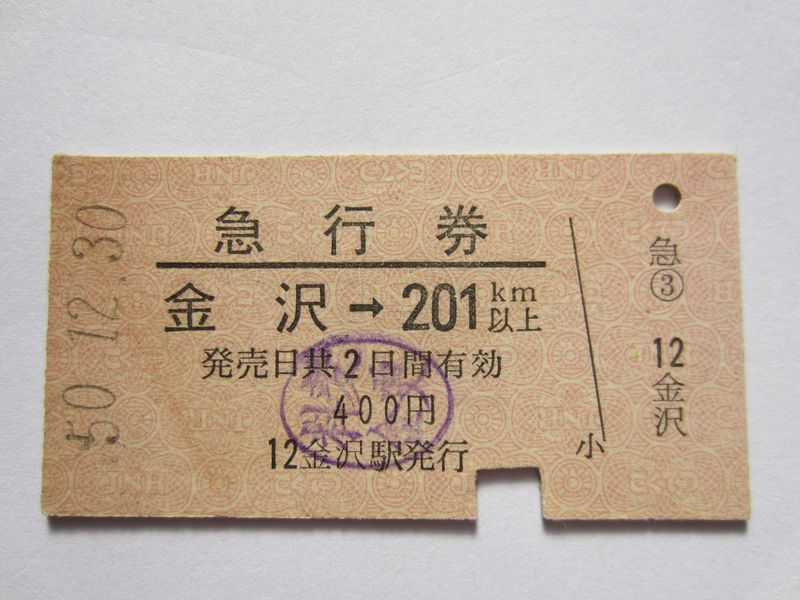 50.12.30
急行券
金沢→201km以上
発売日共2日間有効
400円
12金沢駅発行
小
急
③
12金沢